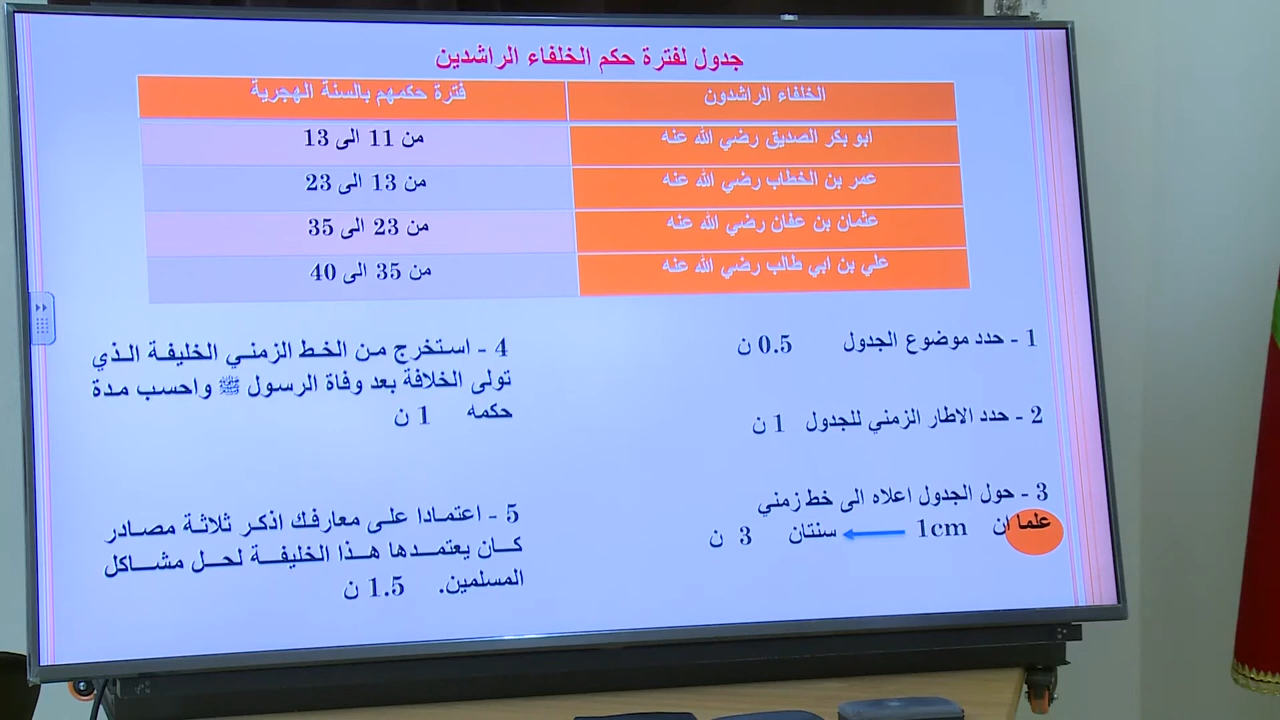 جدول لفترة حكم الخلفاء الراشدين
الخلفاء الراشدون فترة حكمهم بالسنة الهجرية
ابو بكر الصديق رضي الله عنه من 11 الى 13
عمر بن الخطاب رضي الله عنه من 13 الى 23
عثمان بن عفان رضي الله عنه من 23 الى 35
علي بن ابي طالب رضي الله عنه من 35 الى 40
1 - حدد موضوع الجدول 0.5 ن
2 - حدد الاطار الزمني للجدول 1 ن
3 - حول الجدول اعلاه الى خط زمني
علما ان 1cm ← سنتان 3 ن
4 - استخرج من الخط الزمني الخليفة الذي
تولى الخلافة بعد وفاة الرسول ﷺ واحسب مدة
حكمه 1 ن
5 - اعتمادا على معارفك اذكر ثلاثة مصادر
كان يعتمدها هذا الخليفة لحل مشاكل
المسلمين. 1.5 ن